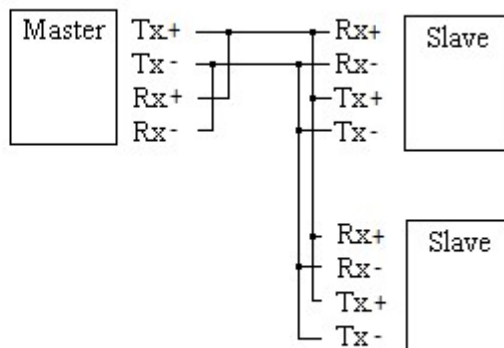 Master
Tx+
Tx-
Rx+
Rx-
Rx+
Rx-
Tx+
Tx-
Slave
Rx+
Rx-
Tx+
Tx-
Slave